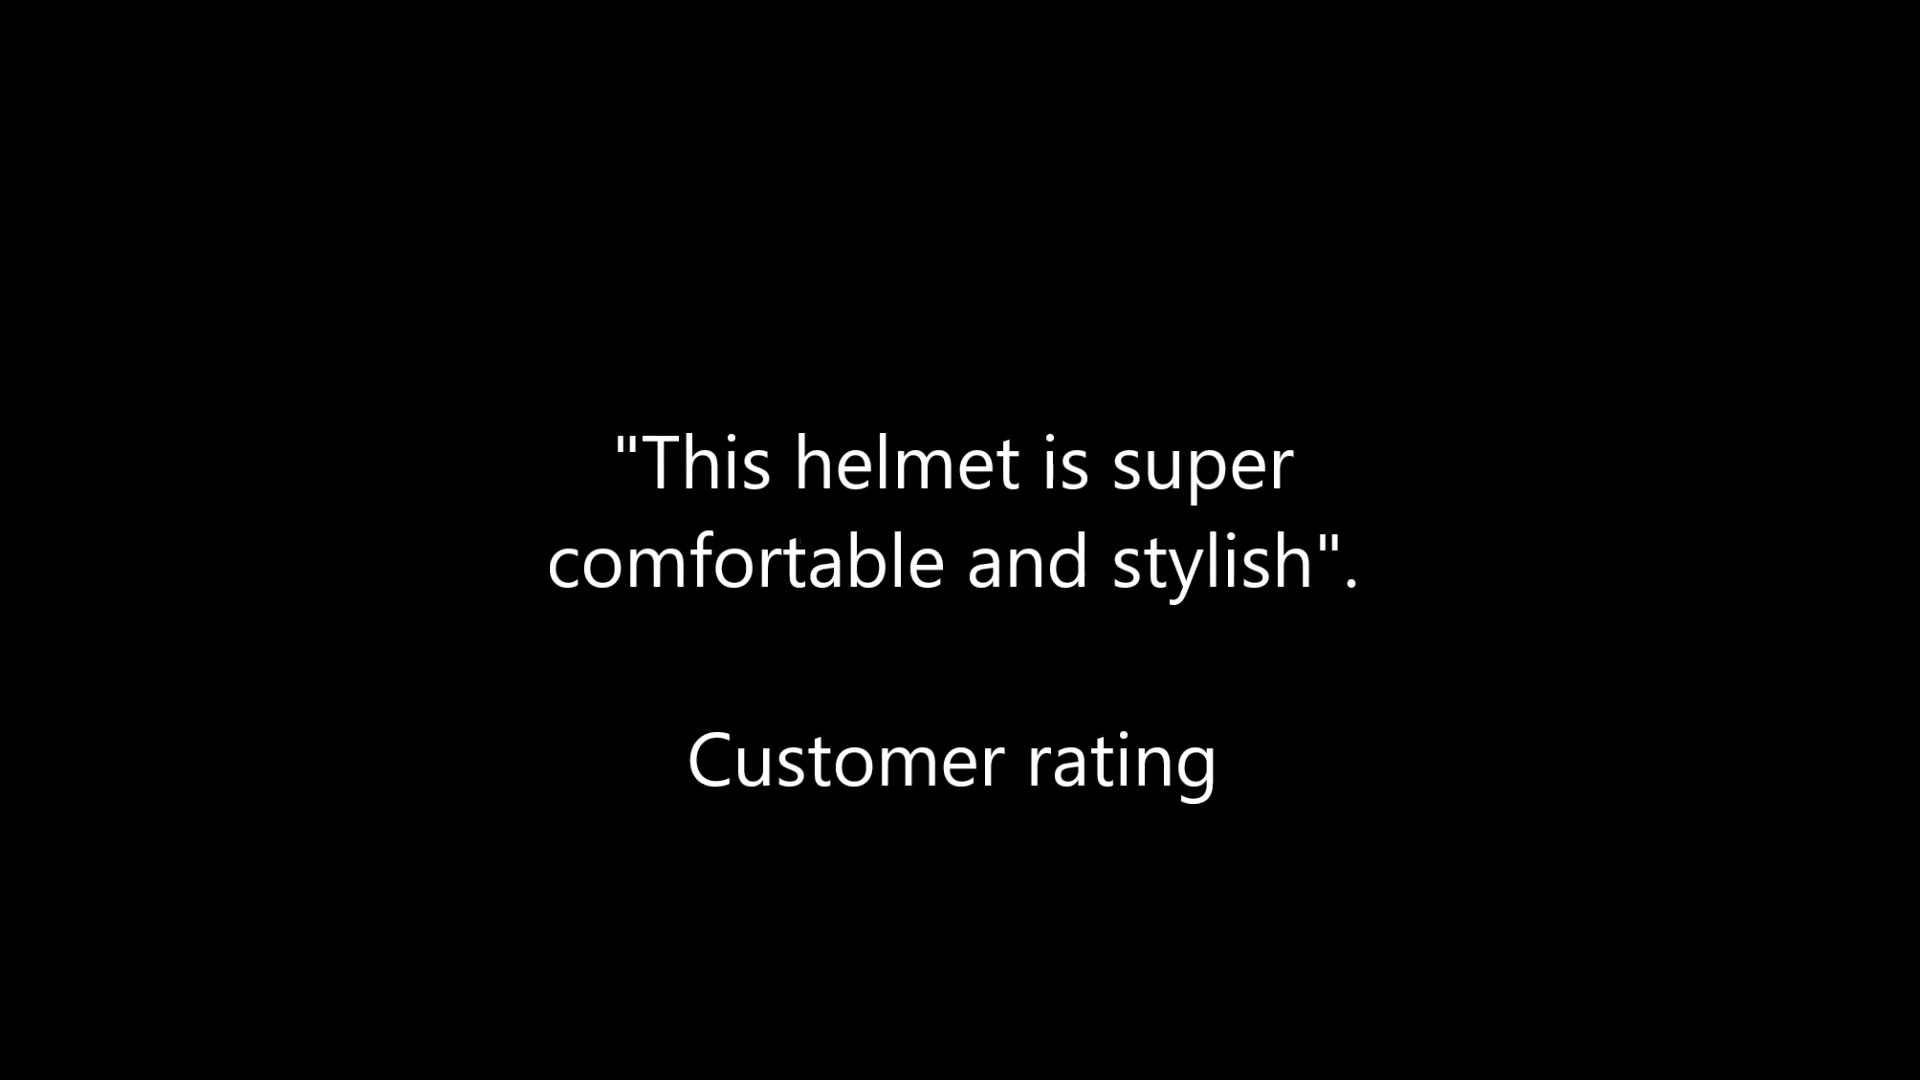 "This helmet is super
comfortable and stylish".
Customer rating